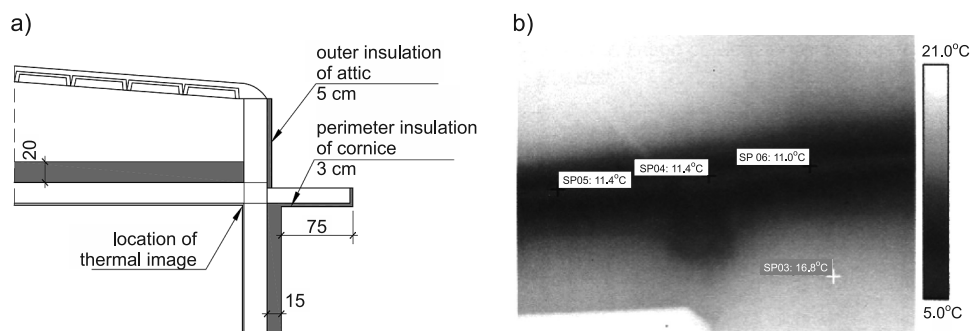 a)
outer insulation
of attic
5 cm
perimeter insulation
of cornice
3 cm
20
75
location of
thermal image
15
b)
21.0°C
SP 06: 11.0°C
SP04: 11.4°C
SP05: 11.4°C
SP03: 16.8°C
5.0°C